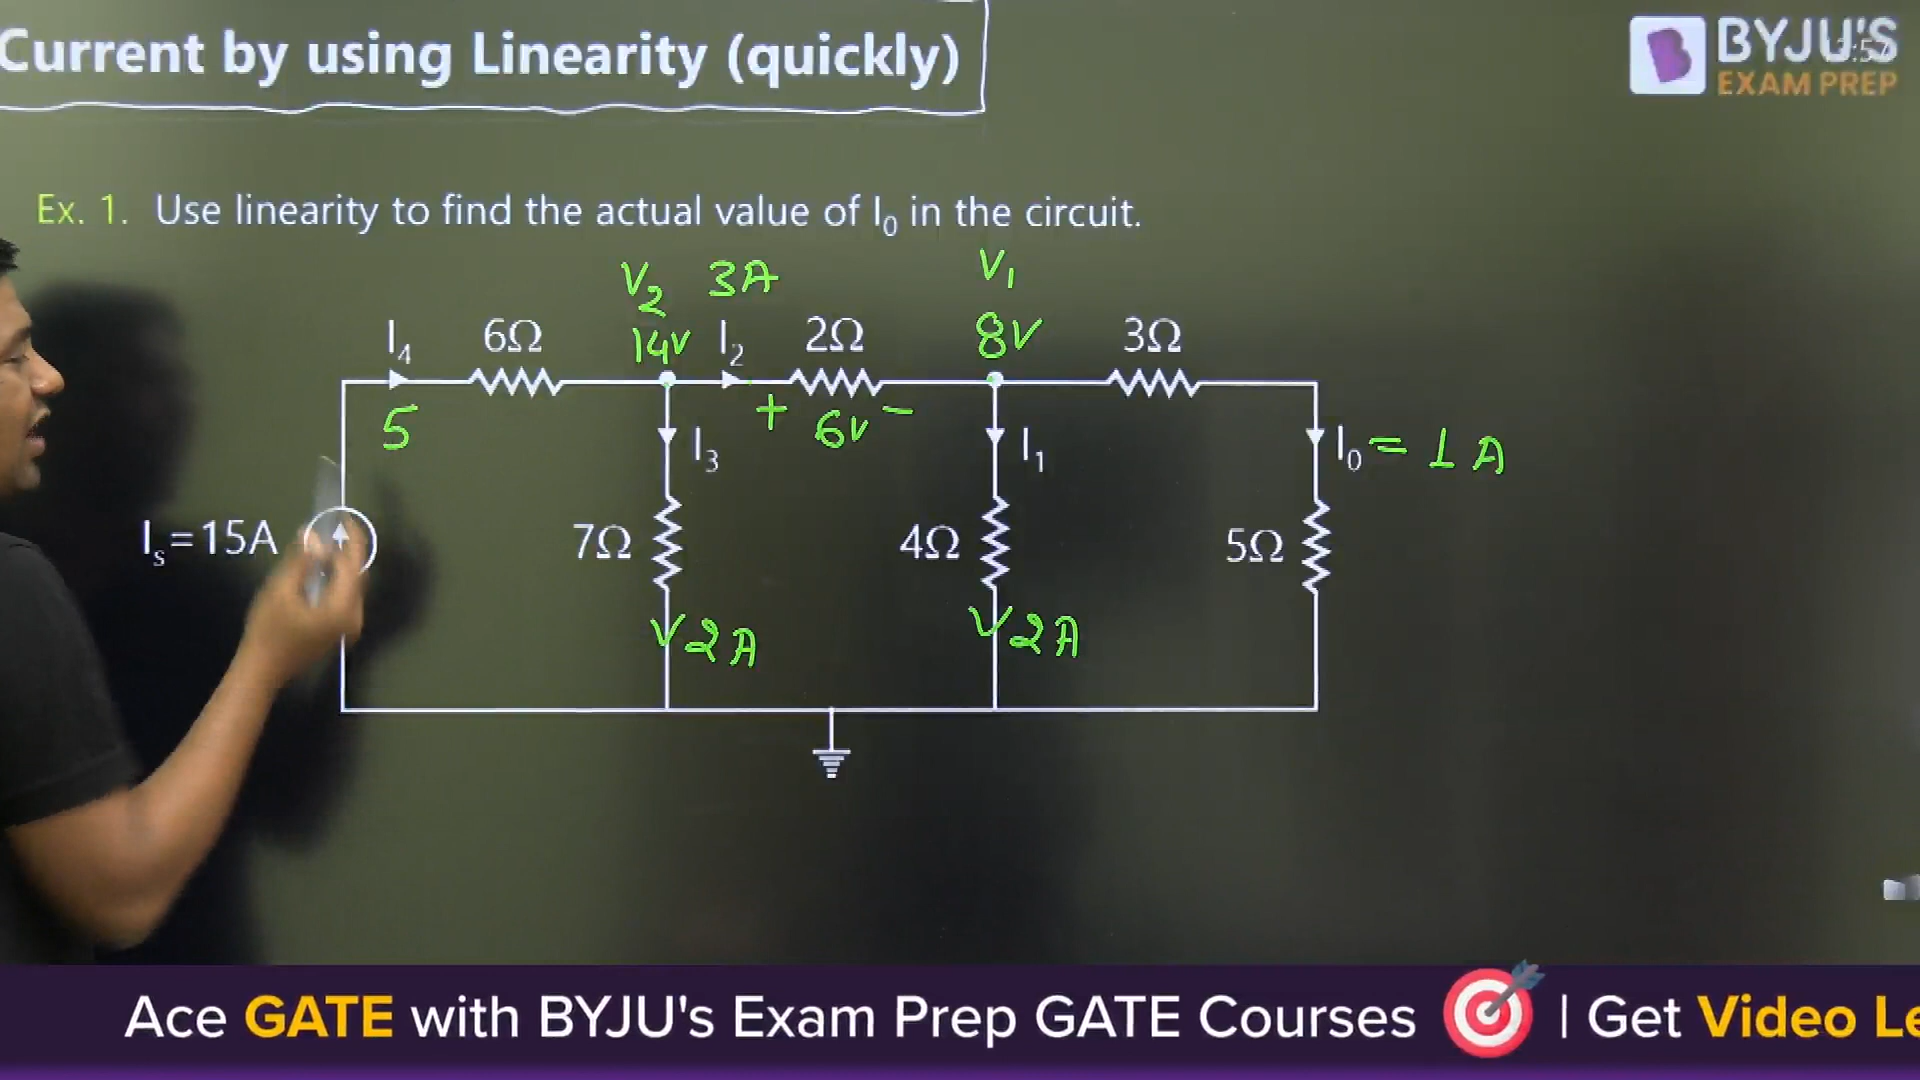 Current by using Linearity (quickly)
BYJU'S
EXAM PREP
Ex. 1. Use linearity to find the actual value of I₀ in the circuit.
V₂ 3A V₁
14V 8V
I₄ 6Ω I₂ 2Ω 3Ω
5 + 6V −
I₃ I₁ I₀ = 1 A
Iₛ=15A 7Ω 4Ω 5Ω
2A 2A
Ace GATE with BYJU's Exam Prep GATE Courses | Get Video Le